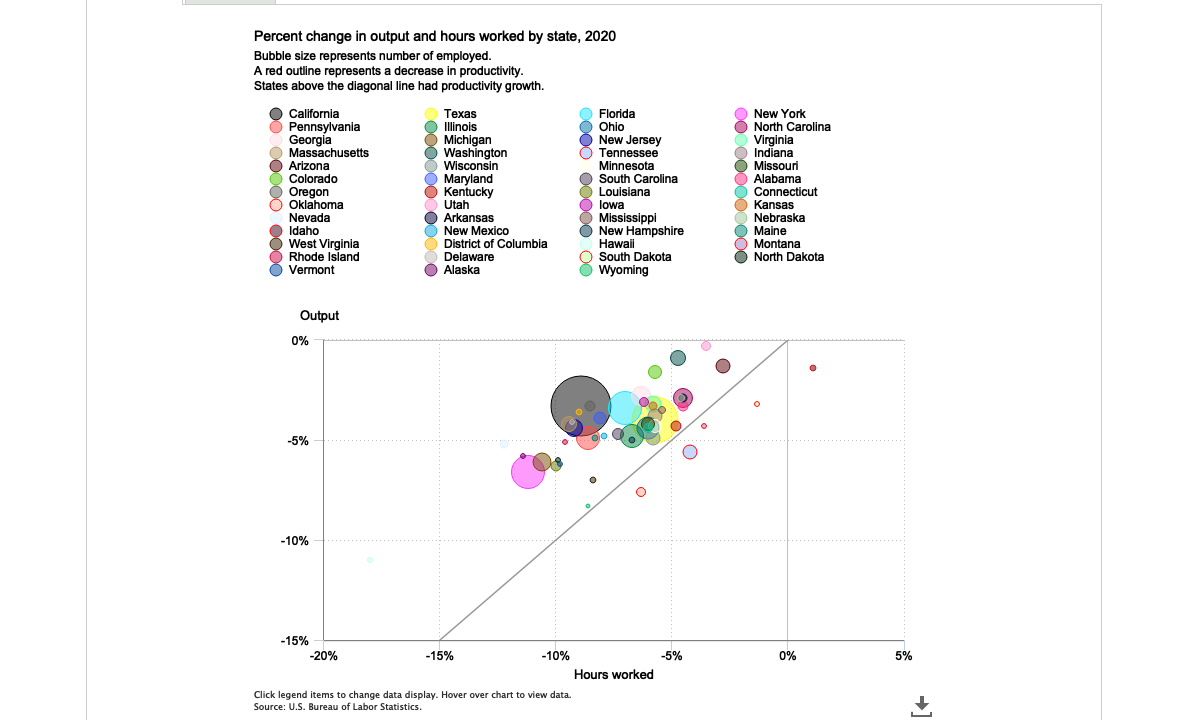 Percent change in output and hours worked by state, 2020
Bubble size represents number of employed.
A red outline represents a decrease in productivity.
States above the diagonal line had productivity growth.
California Texas Florida New York
Pennsylvania Illinois Ohio North Carolina
Georgia Michigan New Jersey Virginia
Massachusetts Washington Tennessee Indiana
Arizona Wisconsin Minnesota Missouri
Colorado Maryland South Carolina Alabama
Oregon Kentucky Louisiana Connecticut
Oklahoma Utah Iowa Kansas
Nevada Arkansas Mississippi Nebraska
Idaho New Mexico New Hampshire Maine
West Virginia District of Columbia Hawaii Montana
Rhode Island Delaware South Dakota North Dakota
Vermont Alaska Wyoming
Output
0%
-5%
-10%
-15%
-20% -15% -10% -5% 0% 5%
Hours worked
Click legend items to change data display. Hover over chart to view data.
Source: U.S. Bureau of Labor Statistics.